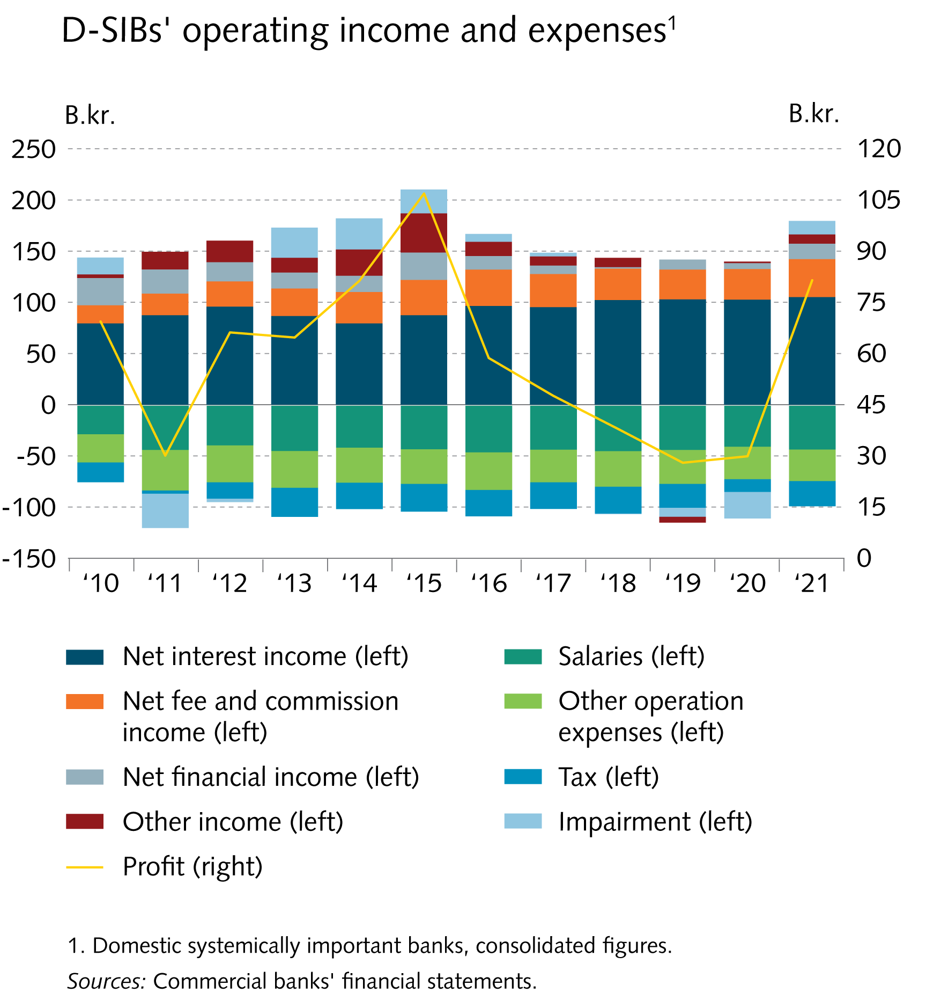 D-SIBs' operating income and expenses1
B.kr.
B.kr.
250
120
200
105
150
90
100
75
50
60
0
45
-50
30
-100
15
-150
0
‘10
‘11
‘12
‘13
‘14
‘15
‘16
‘17
‘18
‘19
‘20
‘21
Net interest income (left)
Net fee and commission
income (left)
Net financial income (left)
Other income (left)
Profit (right)
Salaries (left)
Other operation
expenses (left)
Tax (left)
Impairment (left)
1. Domestic systemically important banks, consolidated figures.
Sources: Commercial banks' financial statements.